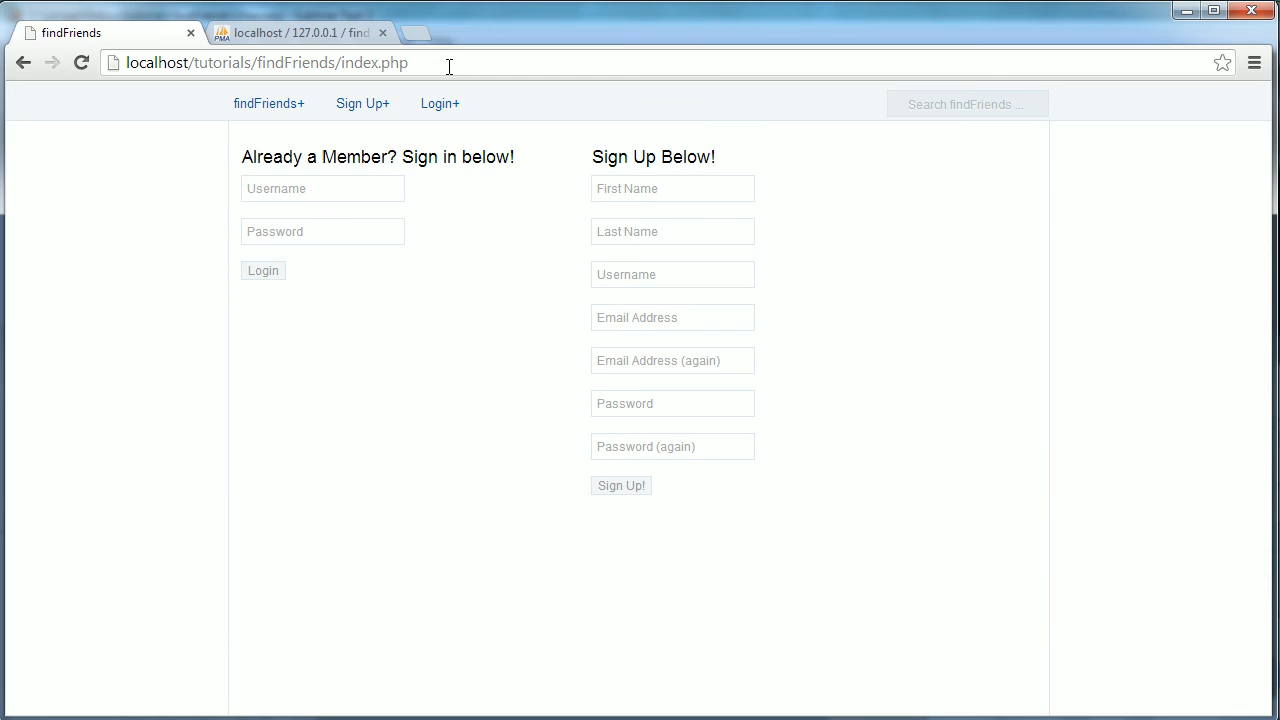 findFriends
PMA localhost / 127.0.0.1 / find
localhost/tutorials/findFriends/index.php
findFriends+ Sign Up+ Login+ Search findFriends ...
Already a Member? Sign in below!
Username
Password
Login
Sign Up Below!
First Name
Last Name
Username
Email Address
Email Address (again)
Password
Password (again)
Sign Up!